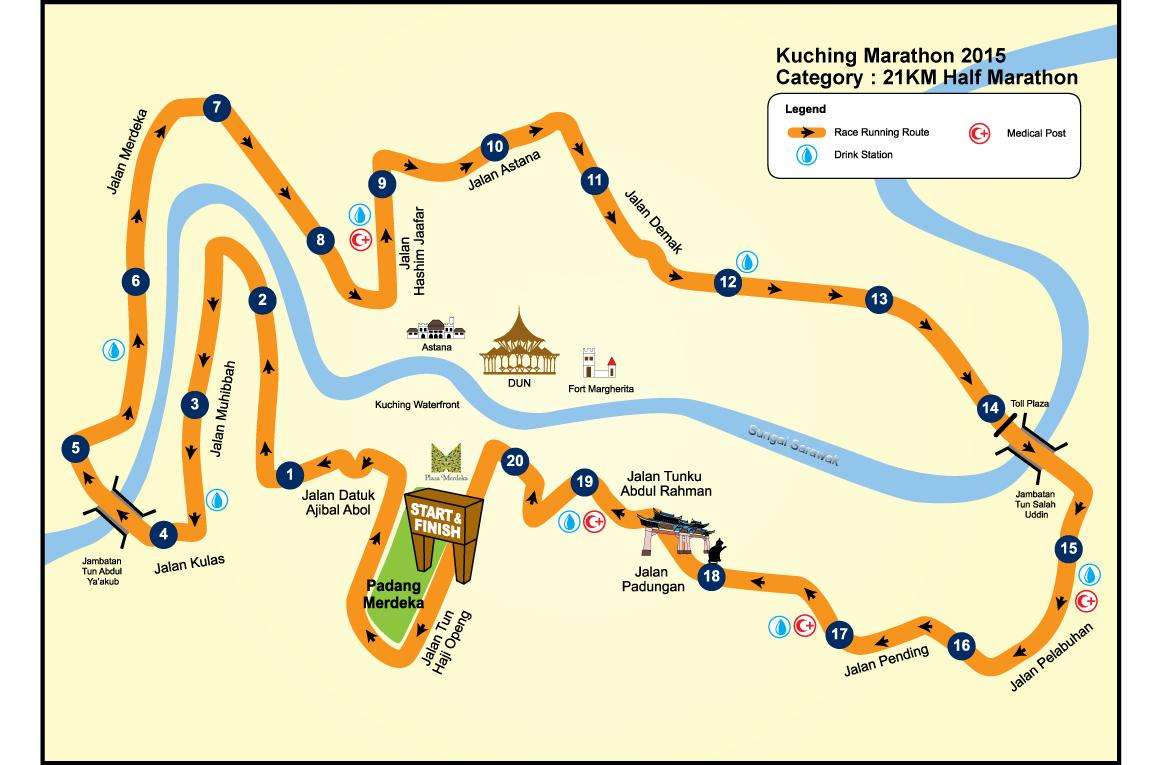 Kuching Marathon 2015
Category : 21KM Half Marathon
Legend
Race Running Route
Medical Post
Drink Station
7
Jalan Merdeka
10
Jalan Astana
9
11
8
Jalan
Hashim Jaafar
Jalan Demak
6
2
12
13
Astana
DUN
Fort Margherita
Kuching Waterfront
3
Jalan Muhibbah
14
Toll Plaza
Sungai Sarawak
5
1
Jalan Datuk
Ajibal Abol
Plaza Merdeka
20
19
Jalan Tunku
Abdul Rahman
Jambatan
Tun Salah
Uddin
START &
FINISH
4
Jalan Kulas
Jambatan
Tun Abdul
Ya'akub
15
Padang
Merdeka
Jalan
Padungan
18
Jalan Tun
Haji Openg
17
16
Jalan Pending
Jalan Pelabuhan